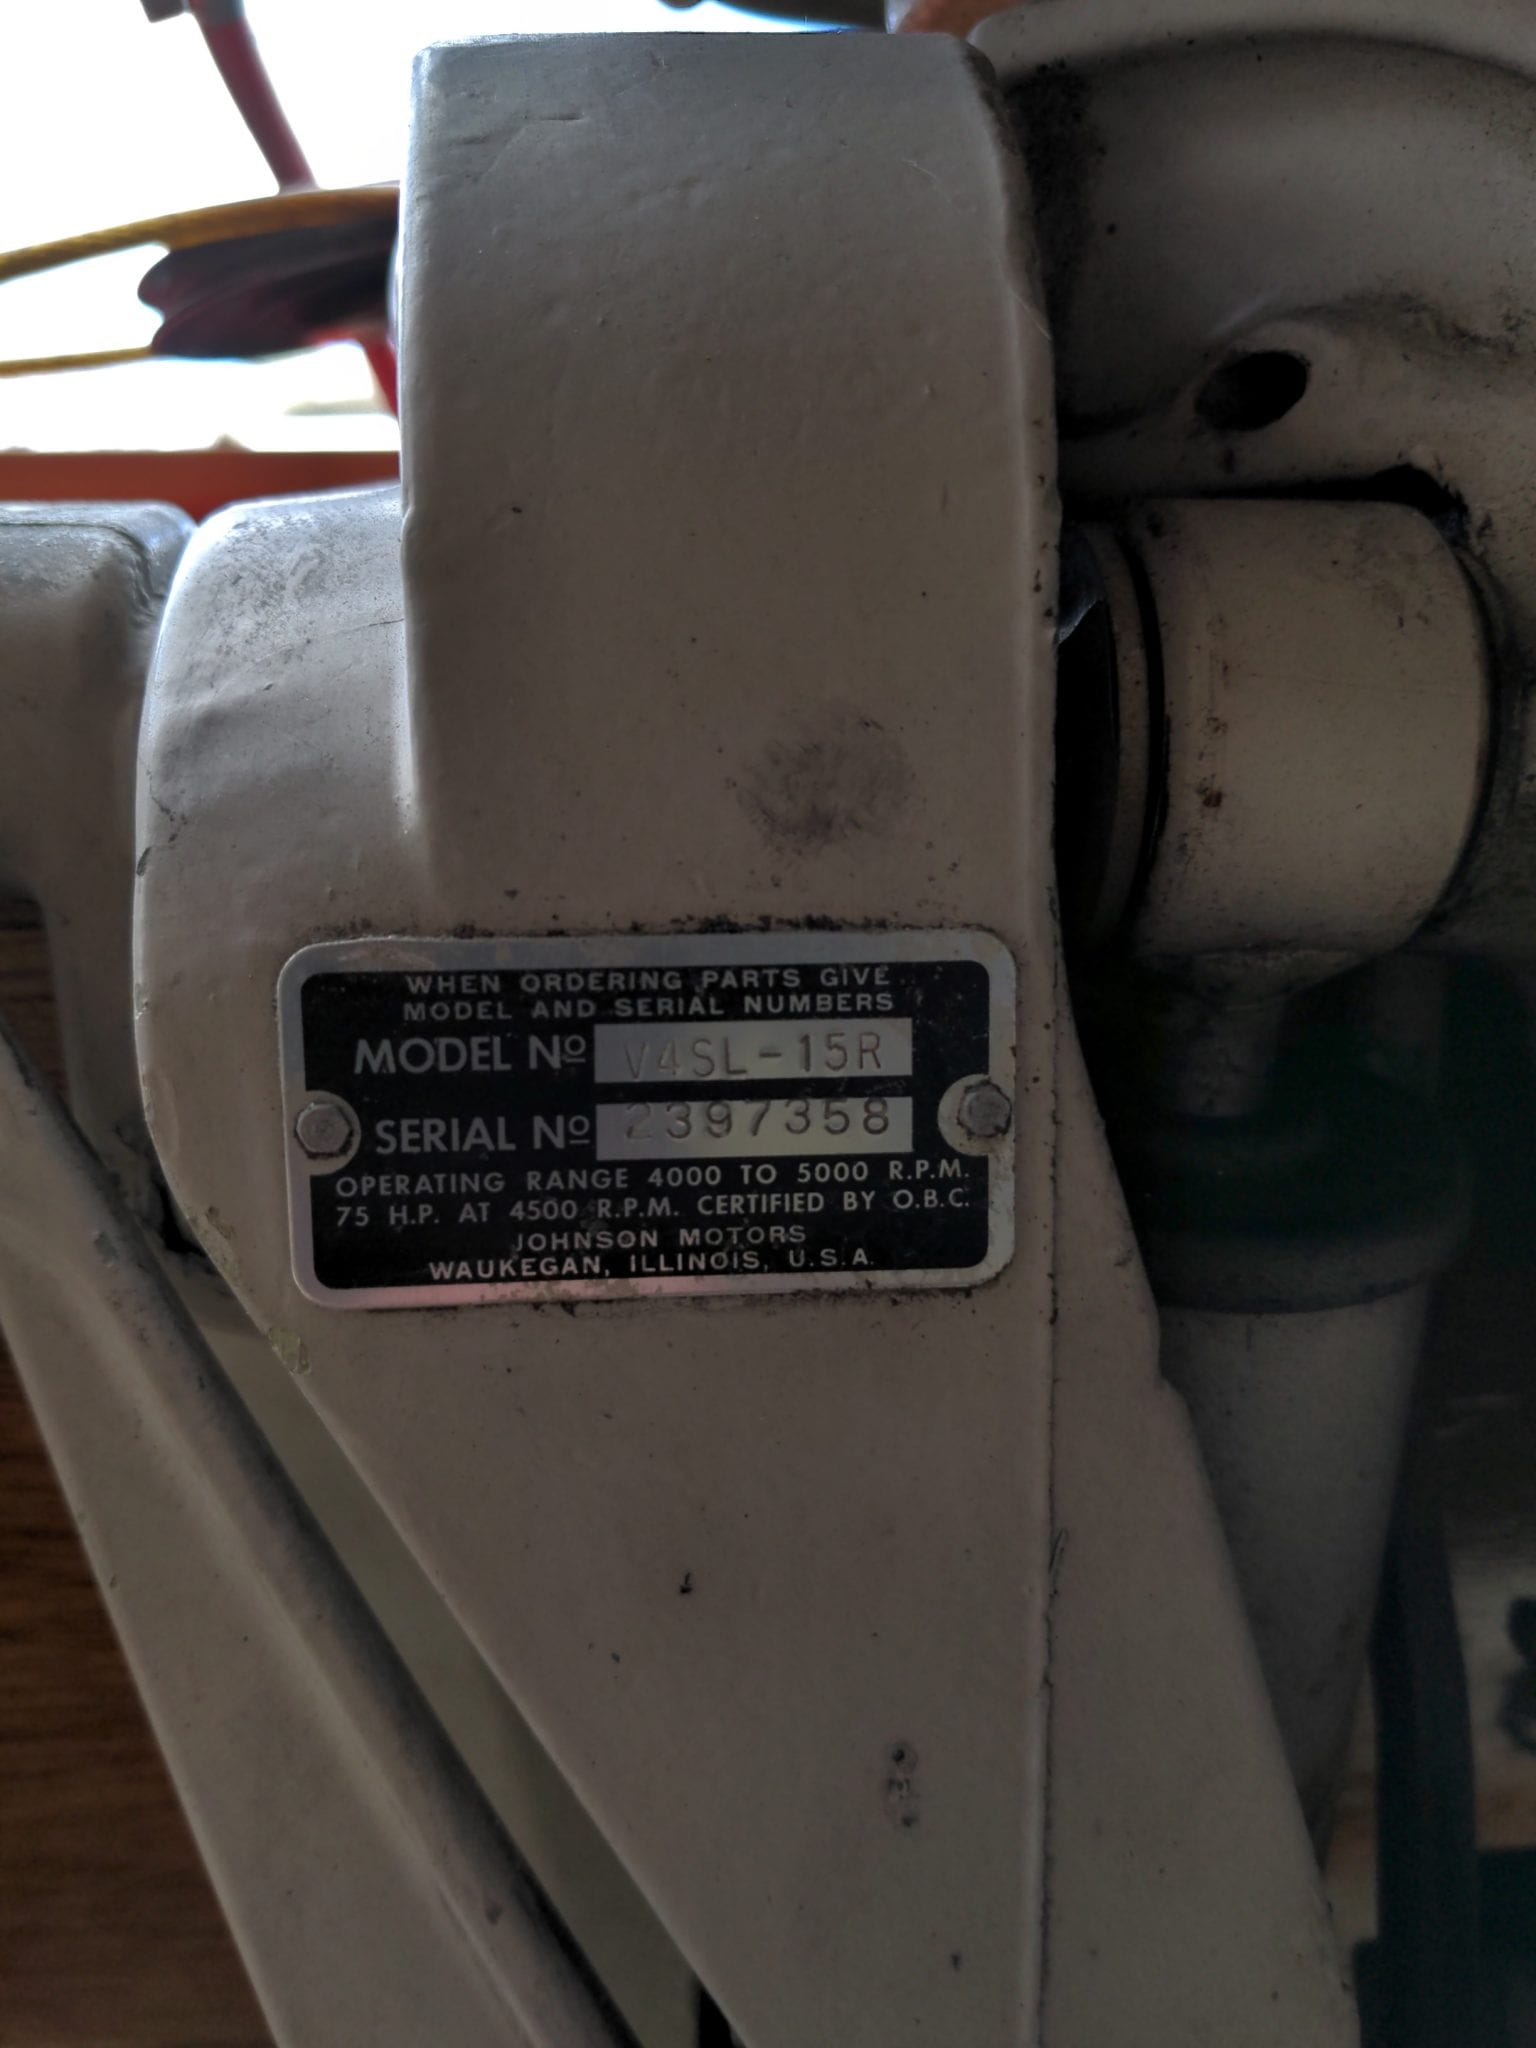 WHEN ORDERING PARTS GIVE
MODEL AND SERIAL NUMBERS
MODEL Nº V4SL-15R
SERIAL Nº 2397358
OPERATING RANGE 4000 TO 5000 R.P.M.
75 H.P. AT 4500 R.P.M. CERTIFIED BY O.B.C.
JOHNSON MOTORS
WAUKEGAN, ILLINOIS, U.S.A.